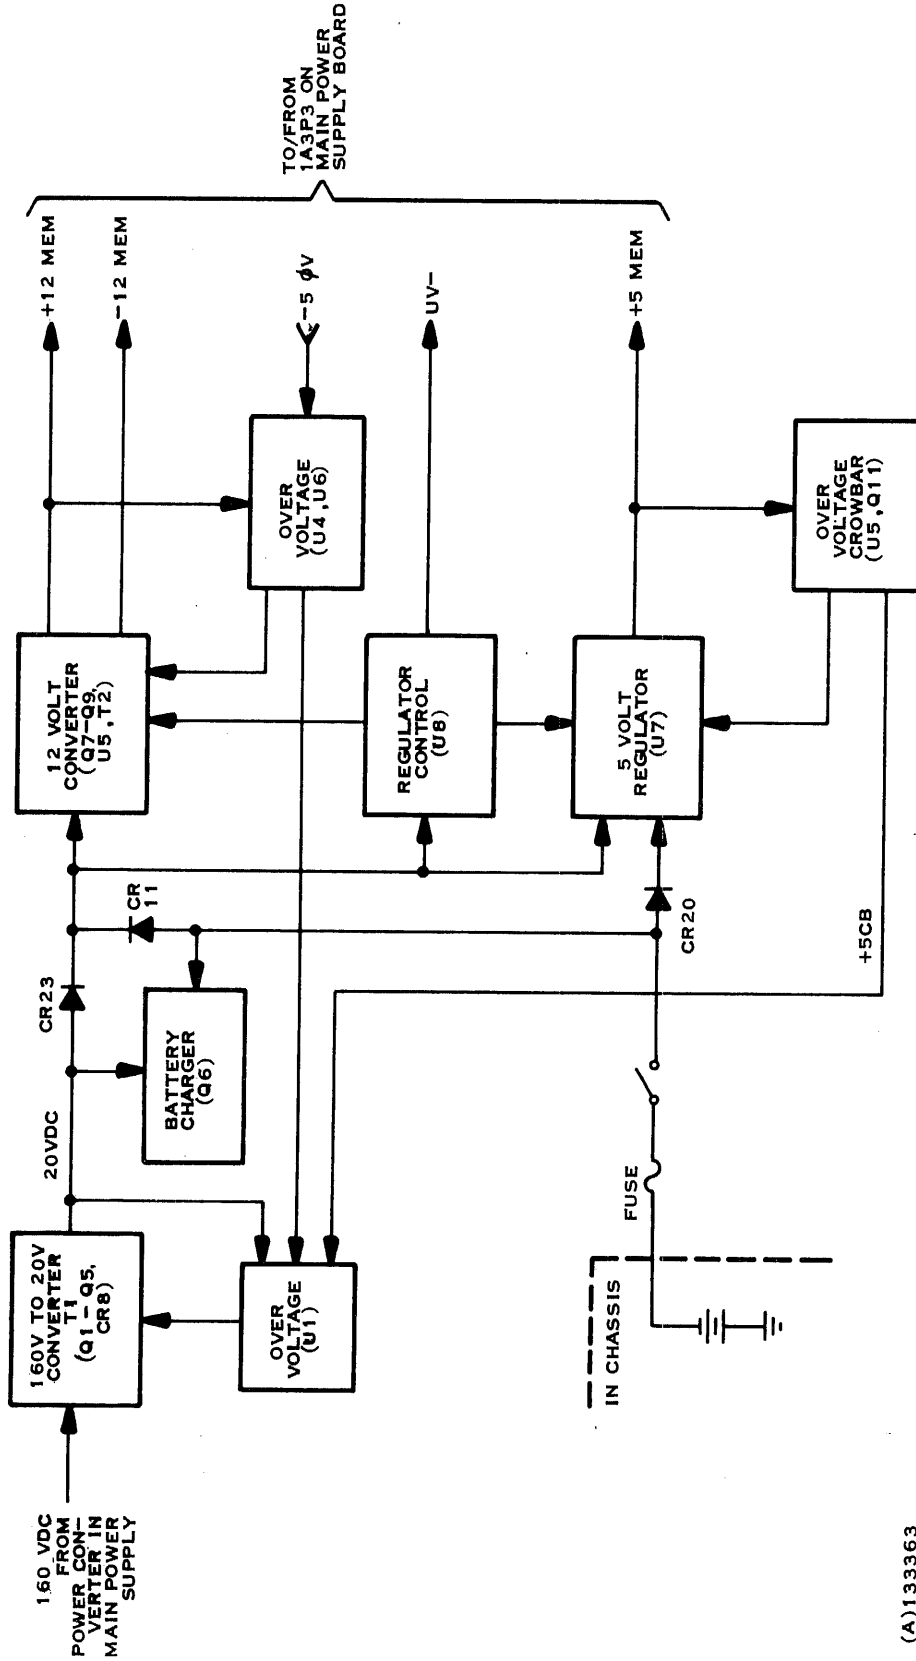 160 VDC
FROM
POWER CON-
VERTER IN
MAIN POWER
SUPPLY
160V TO 20V
CONVERTER
T1
(Q1 - Q5,
CR8)
20VDC
CR23
12 VOLT
CONVERTER
(Q7-Q9,
U5, T2)
+12 MEM
-12 MEM
TO/FROM
1A3P3 ON
MAIN POWER
SUPPLY BOARD
BATTERY
CHARGER
(Q6)
CR
11
OVER
VOLTAGE
(U4, U6)
-5 ϕV
OVER
VOLTAGE
(U1)
REGULATOR
CONTROL
(U8)
UV-
5 VOLT
REGULATOR
(U7)
+5 MEM
CR20
FUSE
IN CHASSIS
+5CB
OVER
VOLTAGE
CROWBAR
(U5, Q11)
(A)133363